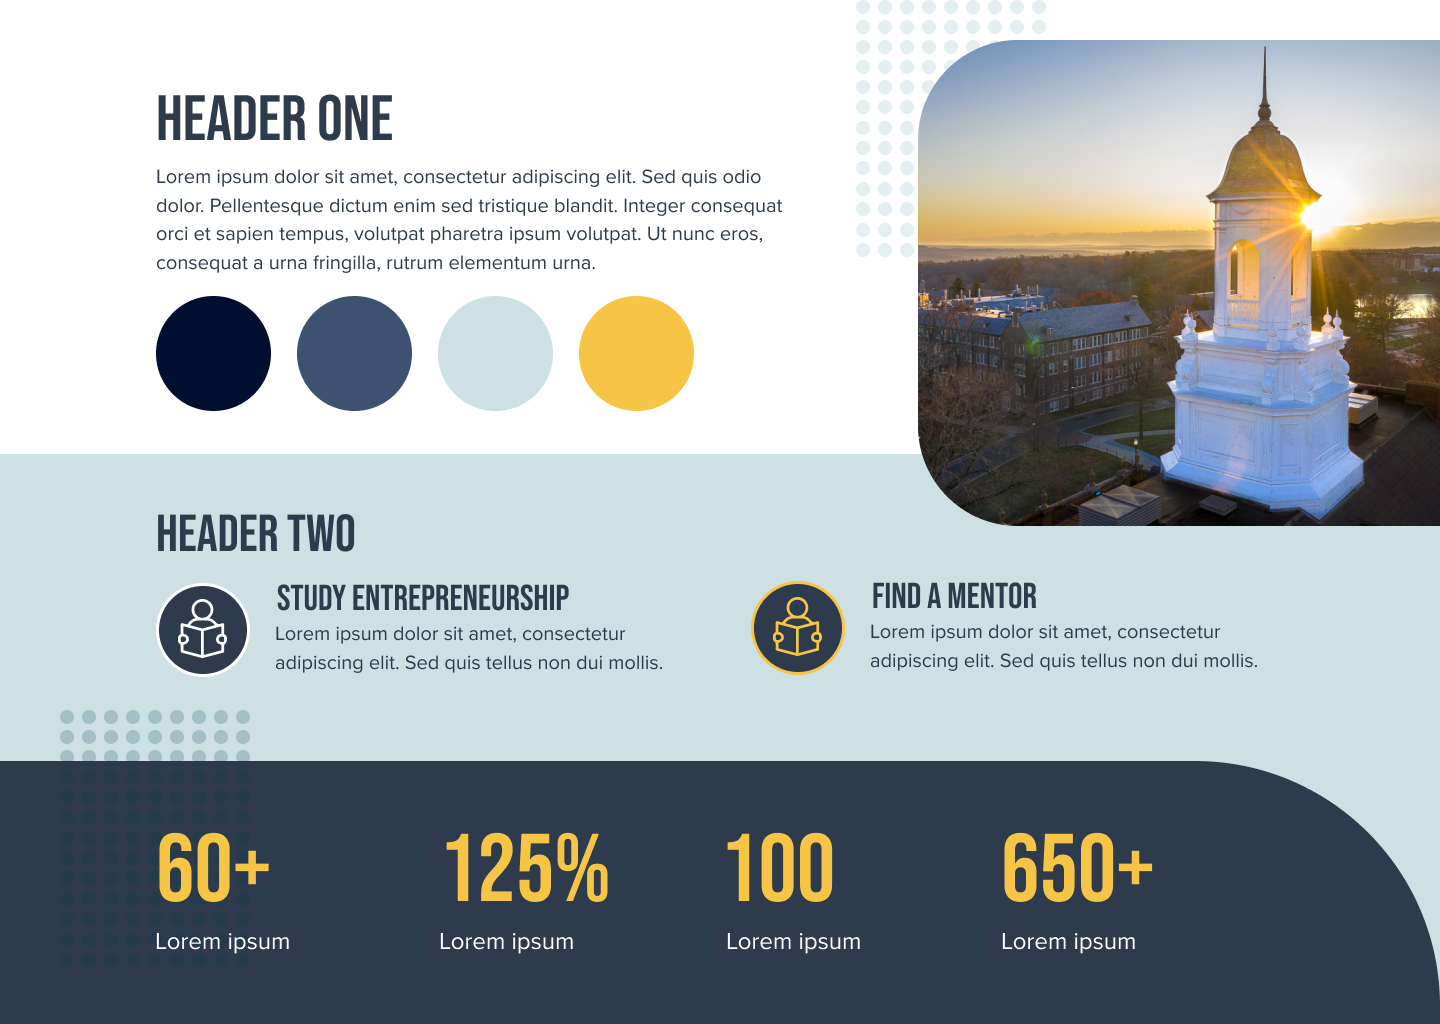 HEADER ONE
Lorem ipsum dolor sit amet, consectetur adipiscing elit. Sed quis odio
dolor. Pellentesque dictum enim sed tristique blandit. Integer consequat
orci et sapien tempus, volutpat pharetra ipsum volutpat. Ut nunc eros,
consequat a urna fringilla, rutrum elementum urna.
HEADER TWO
STUDY ENTREPRENEURSHIP
Lorem ipsum dolor sit amet, consectetur
adipiscing elit. Sed quis tellus non dui mollis.
FIND A MENTOR
Lorem ipsum dolor sit amet, consectetur
adipiscing elit. Sed quis tellus non dui mollis.
60+
Lorem ipsum
125%
Lorem ipsum
100
Lorem ipsum
650+
Lorem ipsum